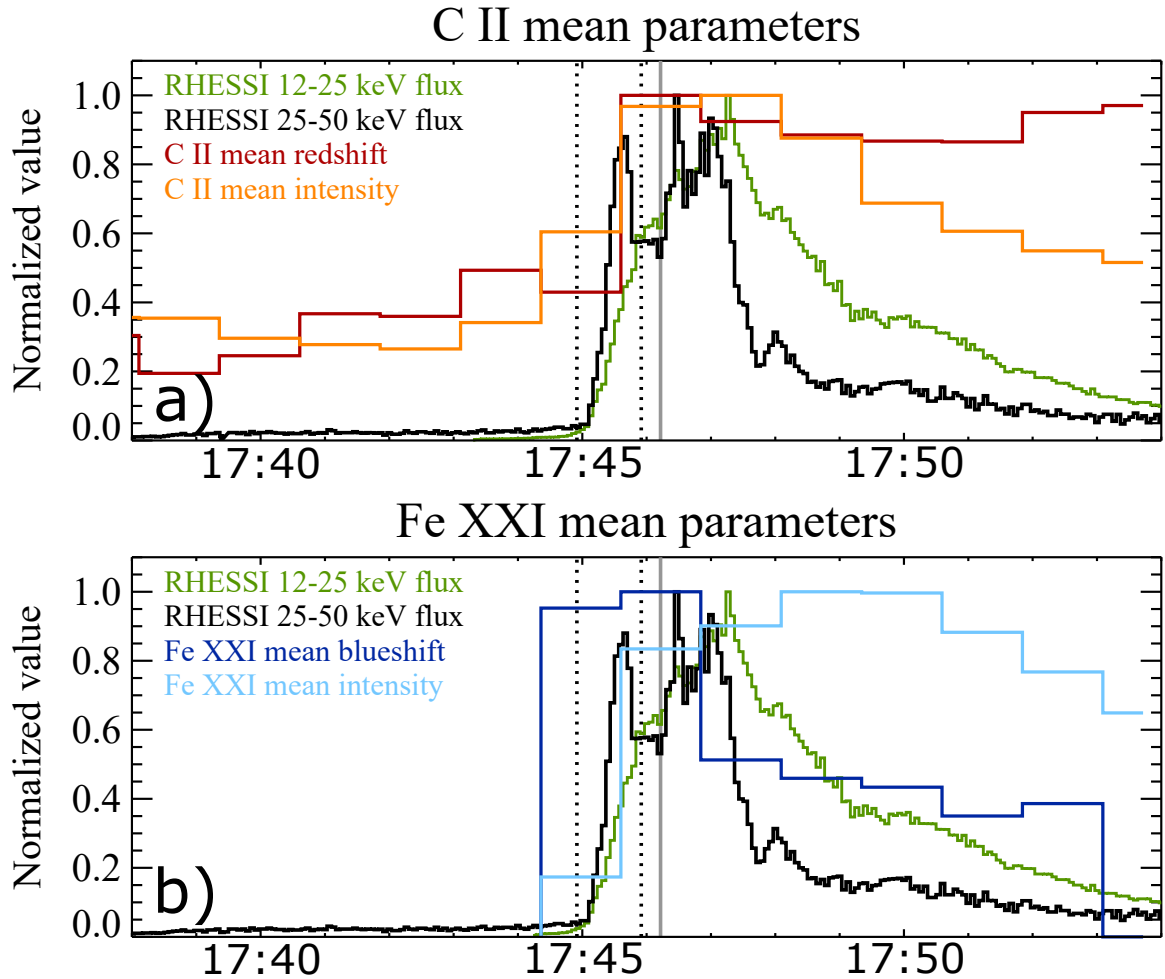 C II mean parameters
RHESSI 12-25 keV flux
RHESSI 25-50 keV flux
C II mean redshift
C II mean intensity
Normalized value
1.0
0.8
0.6
0.4
0.2
0.0
a)
17:40 17:45 17:50
Fe XXI mean parameters
RHESSI 12-25 keV flux
RHESSI 25-50 keV flux
Fe XXI mean blueshift
Fe XXI mean intensity
Normalized value
1.0
0.8
0.6
0.4
0.2
0.0
b)
17:40 17:45 17:50